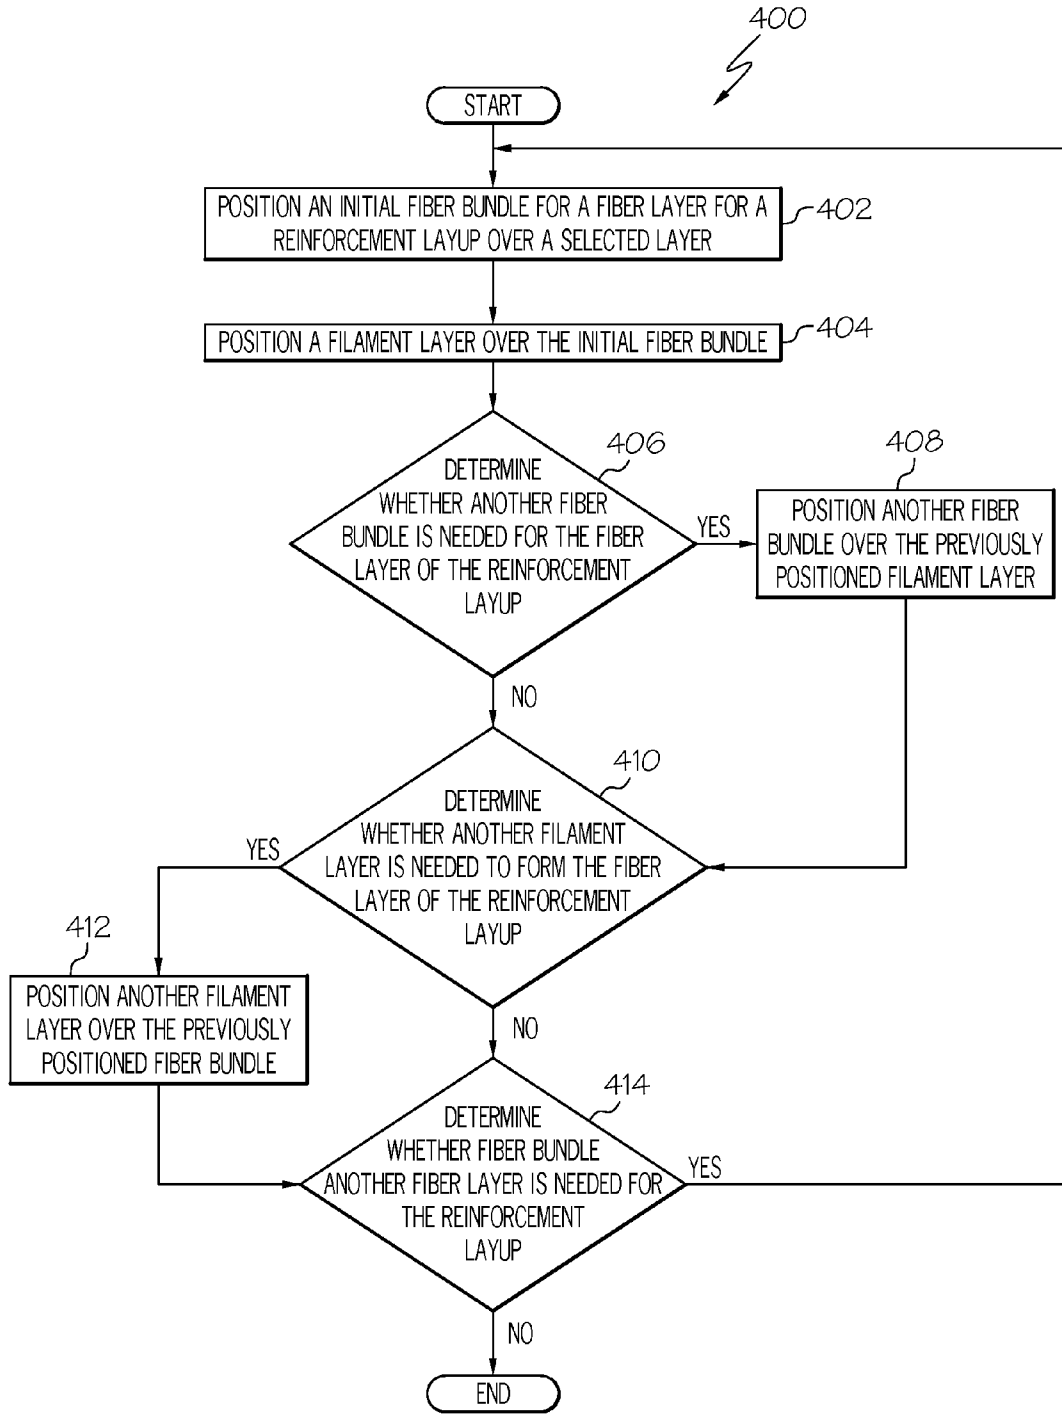 400
START
POSITION AN INITIAL FIBER BUNDLE FOR A FIBER LAYER FOR A
REINFORCEMENT LAYUP OVER A SELECTED LAYER
402
POSITION A FILAMENT LAYER OVER THE INITIAL FIBER BUNDLE
404
406
DETERMINE
WHETHER ANOTHER FIBER
BUNDLE IS NEEDED FOR THE FIBER
LAYER OF THE REINFORCEMENT
LAYUP
YES
408
POSITION ANOTHER FIBER
BUNDLE OVER THE PREVIOUSLY
POSITIONED FILAMENT LAYER
NO
410
DETERMINE
WHETHER ANOTHER FILAMENT
LAYER IS NEEDED TO FORM THE FIBER
LAYER OF THE REINFORCEMENT
LAYUP
YES
412
POSITION ANOTHER FILAMENT
LAYER OVER THE PREVIOUSLY
POSITIONED FIBER BUNDLE
NO
414
DETERMINE
WHETHER FIBER BUNDLE
ANOTHER FIBER LAYER IS NEEDED FOR
THE REINFORCEMENT
LAYUP
YES
NO
END